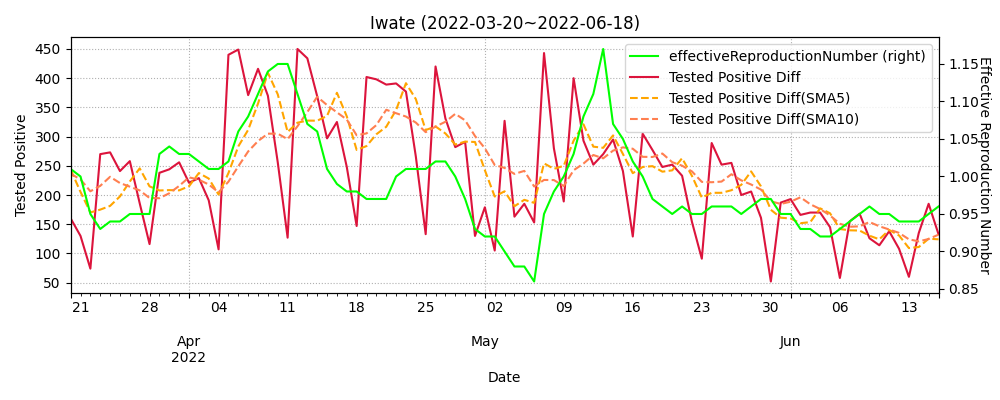 Iwate (2022-03-20~2022-06-18)
effectiveReproductionNumber (right)
Tested Positive Diff
Tested Positive Diff(SMA5)
Tested Positive Diff(SMA10)
Tested Positive
450
400
350
300
250
200
150
100
50
1.15
1.10
1.05
1.00
0.95
0.90
0.85
Effective Reproduction Number
21 28 04 11 18 25 02 09 16 23 30 06 13
Apr May Jun
2022
Date